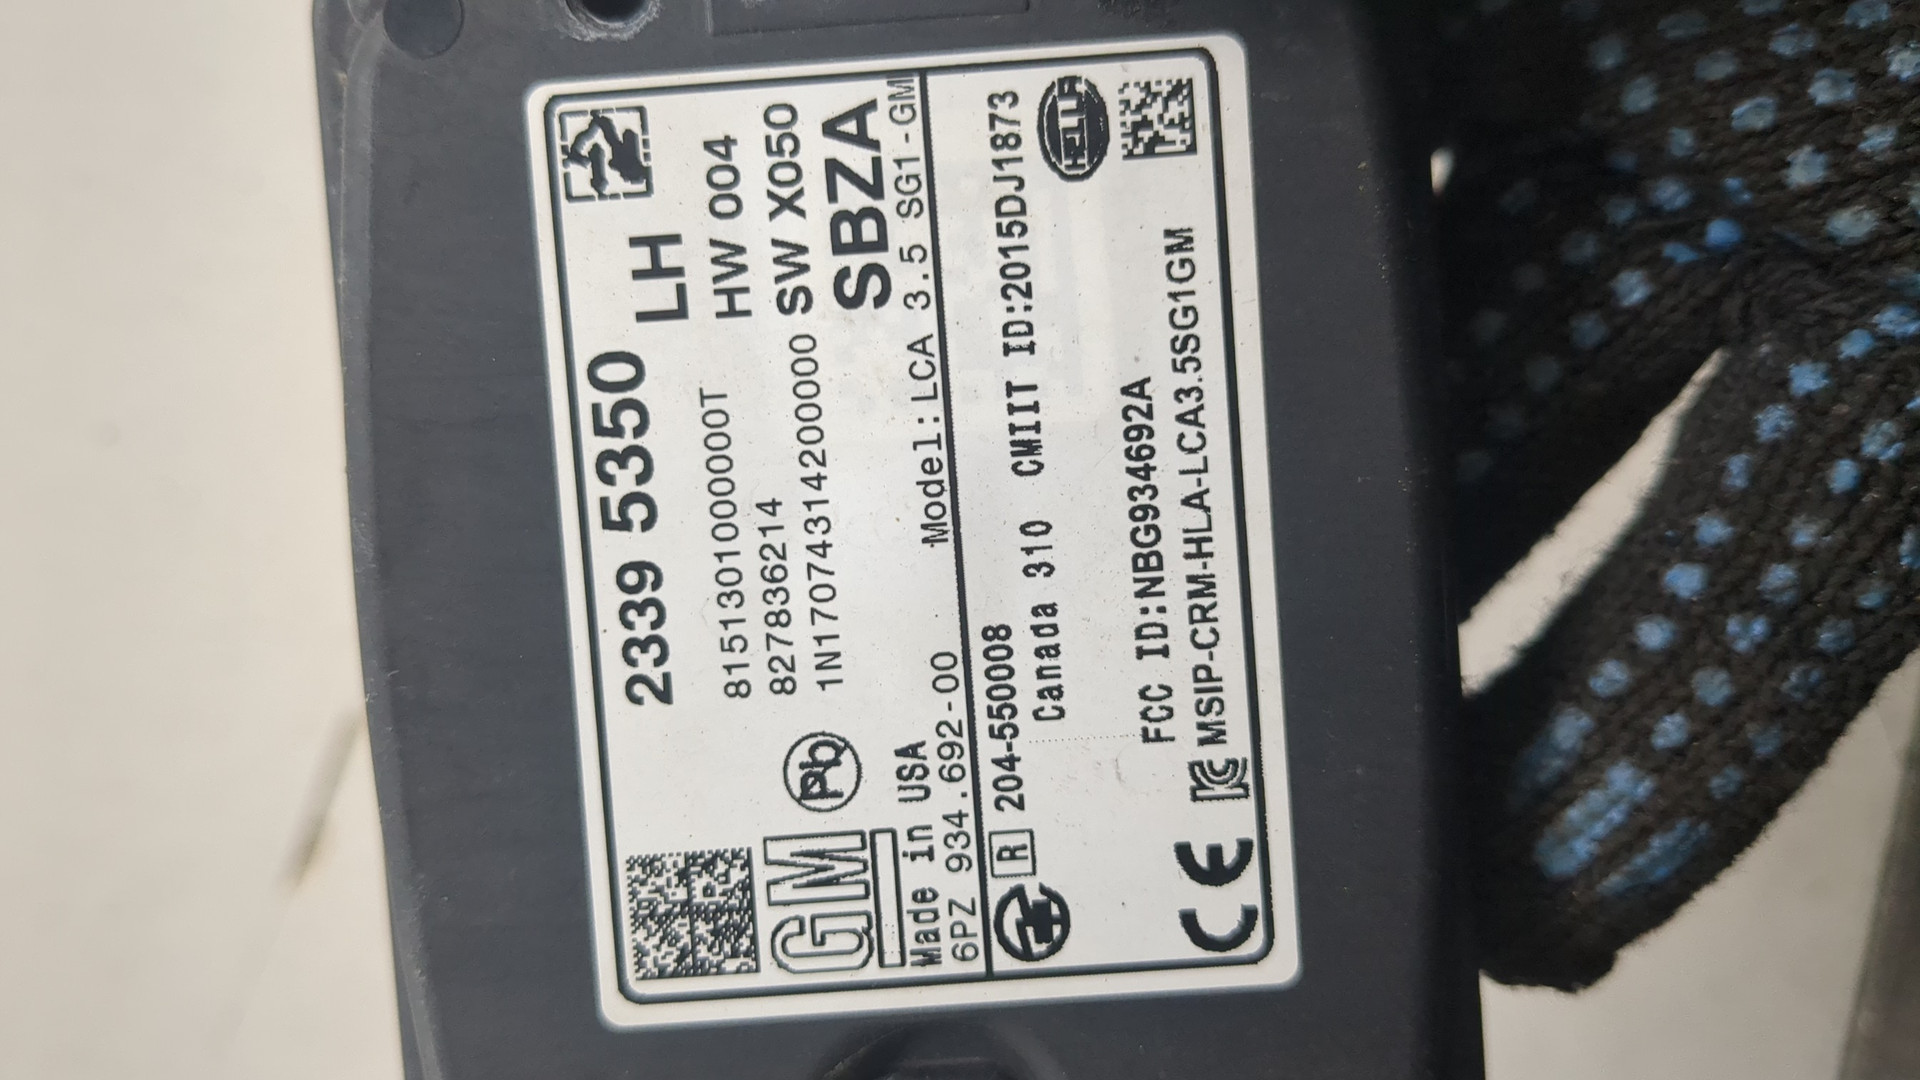 2339 5350 LH
8151301000000T HW 004
827836214
1N170743142000000 SW X050
SBZA
GM
Pb
Made in USA
6PZ 934.692-00 Model: LCA 3.5 SG1-GM
R 204-550008
Canada 310 CMIIT ID:2015DJ1873
HELLA
FCC ID:NBG934692A
CE MSIP-CRM-HLA-LCA3.5SG1GM